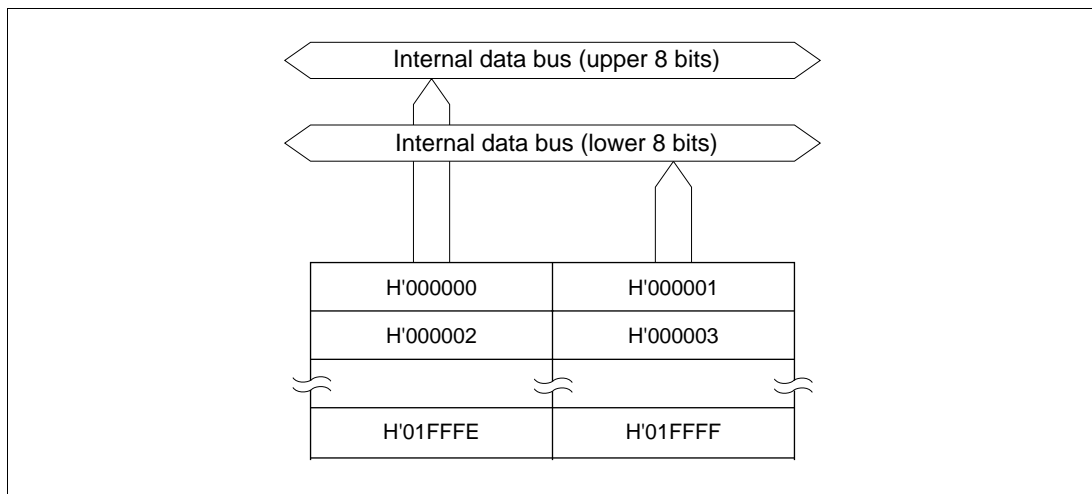 Internal data bus (upper 8 bits)
Internal data bus (lower 8 bits)
H'000000 H'000001
H'000002 H'000003
H'01FFFE H'01FFFF